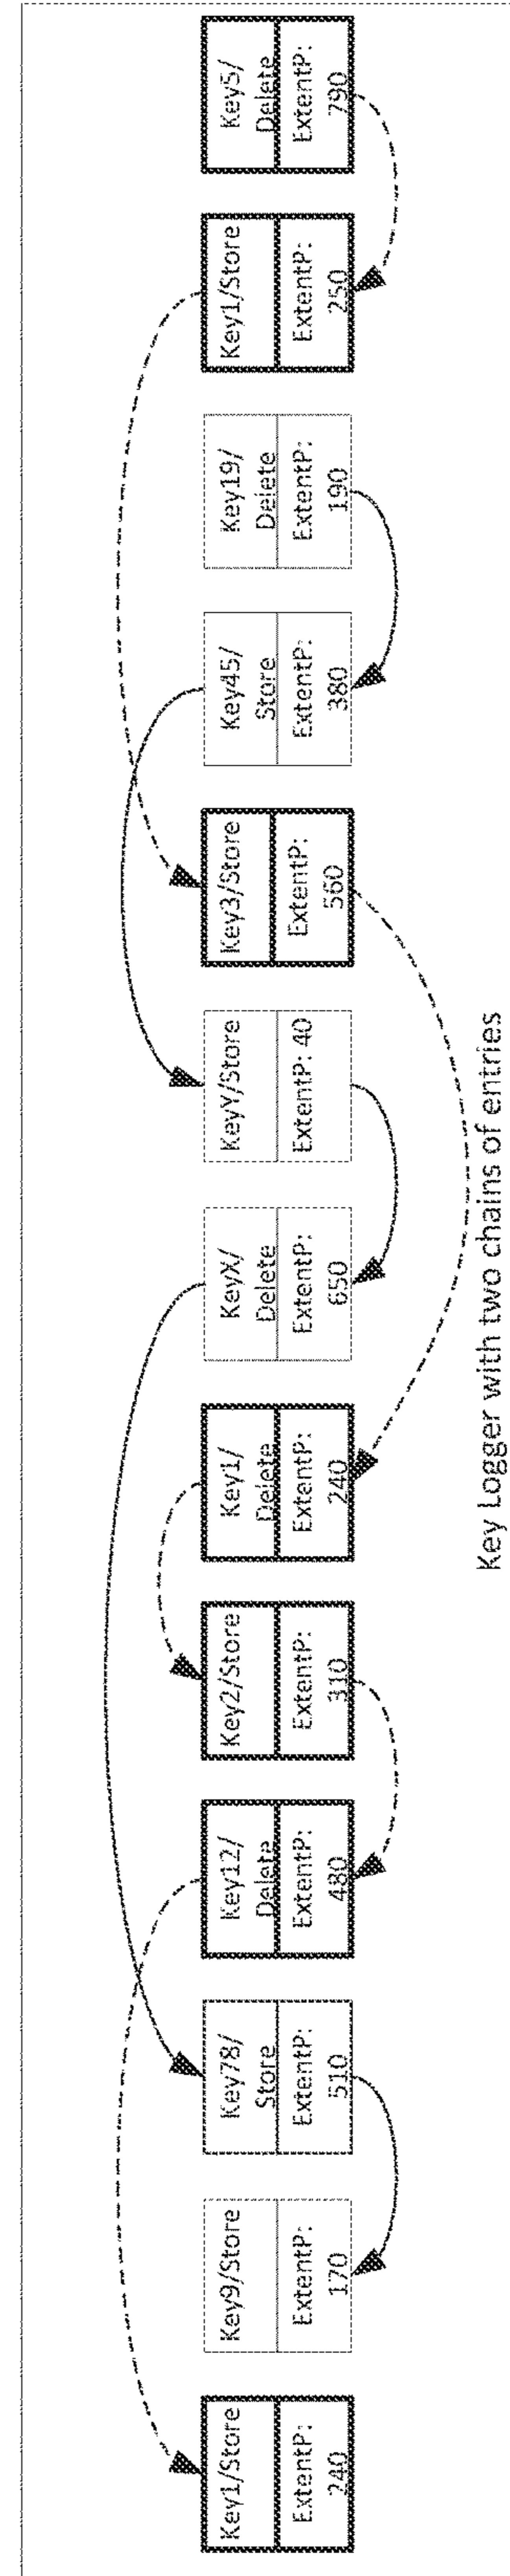 Key1/Store
ExtentP:
240
Key9/Store
ExtentP:
170
Key78/
Store
ExtentP:
510
Key12/
Delete
ExtentP:
480
Key2/Store
ExtentP:
310
Key1/
Delete
ExtentP:
240
KeyX/
Delete
ExtentP:
650
KeyY/Store
ExtentP: 40
Key3/Store
ExtentP:
560
Key45/
Store
ExtentP:
380
Key19/
Delete
ExtentP:
190
Key1/Store
ExtentP:
250
Key5/
Delete
ExtentP:
790
Key Logger with two chains of entries